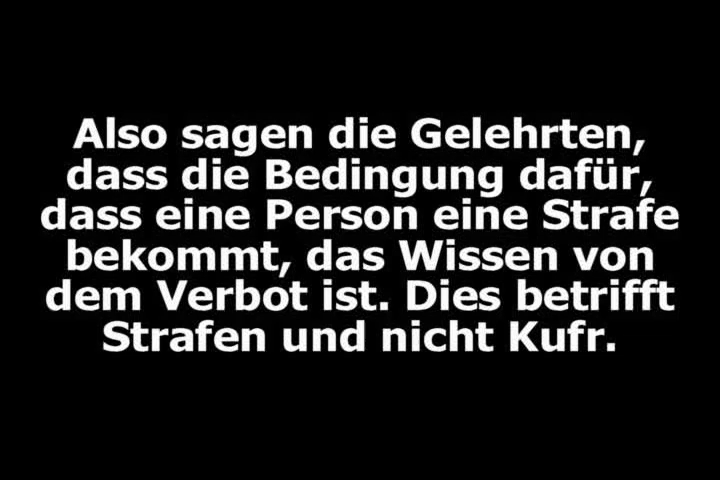 Also sagen die Gelehrten,
dass die Bedingung dafür,
dass eine Person eine Strafe
bekommt, das Wissen von
dem Verbot ist. Dies betrifft
Strafen und nicht Kufr.